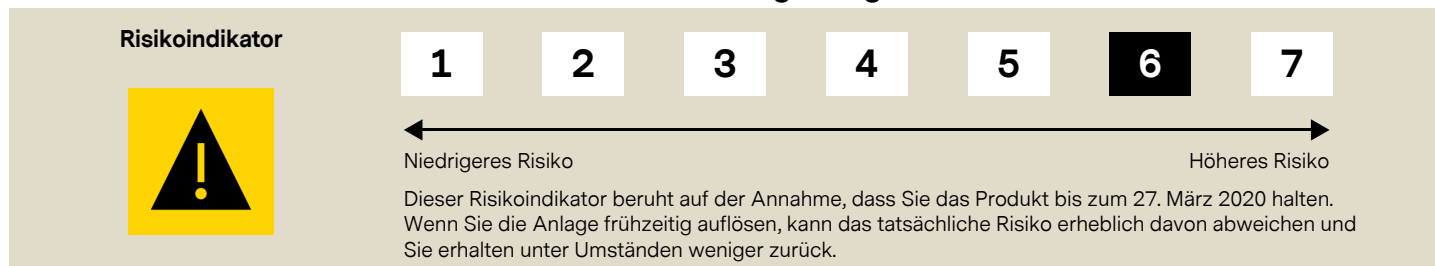 Risikoindikator
1 2 3 4 5 6 7
Niedrigeres Risiko Höheres Risiko
Dieser Risikoindikator beruht auf der Annahme, dass Sie das Produkt bis zum 27. März 2020 halten.
Wenn Sie die Anlage frühzeitig auflösen, kann das tatsächliche Risiko erheblich davon abweichen und
Sie erhalten unter Umständen weniger zurück.